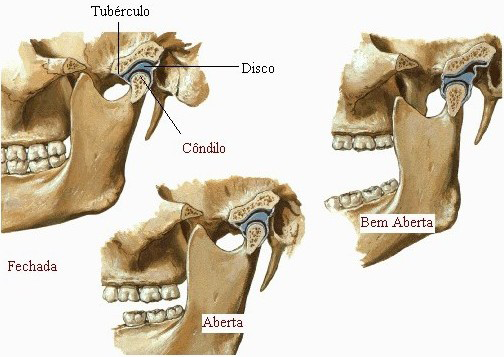 Tubérculo
Disco
Côndilo
Bem Aberta
Fechada
Aberta